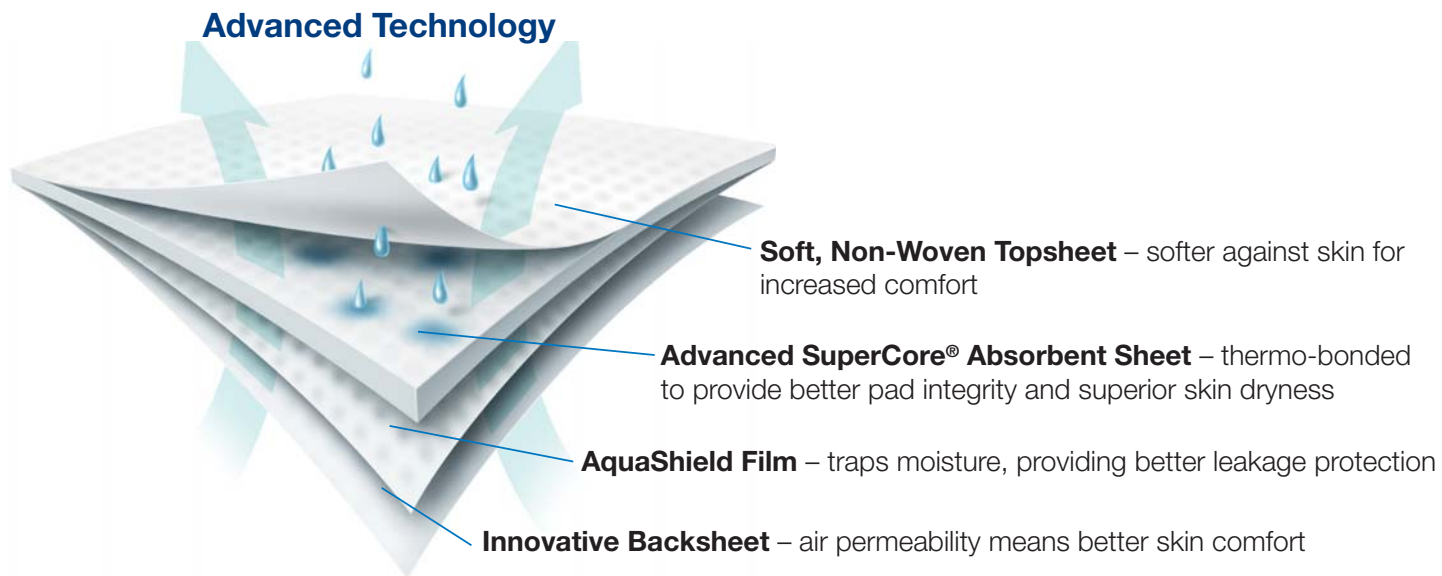 Advanced Technology
Soft, Non-Woven Topsheet – softer against skin for
increased comfort
Advanced SuperCore® Absorbent Sheet – thermo-bonded
to provide better pad integrity and superior skin dryness
AquaShield Film – traps moisture, providing better leakage protection
Innovative Backsheet – air permeability means better skin comfort